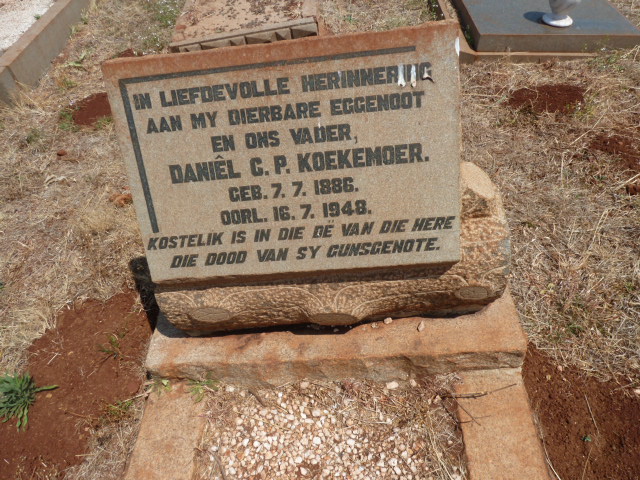 IN LIEFDEVOLLE HERINNERING
AAN MY DIERBARE EGGENOOT
EN ONS VADER,
DANIÊL C. P. KOEKEMOER.
GEB. 7. 7. 1886.
OORL. 16. 7. 1948.
KOSTELIK IS IN DIE OË VAN DIE HERE
DIE DOOD VAN SY GUNSGENOTE.